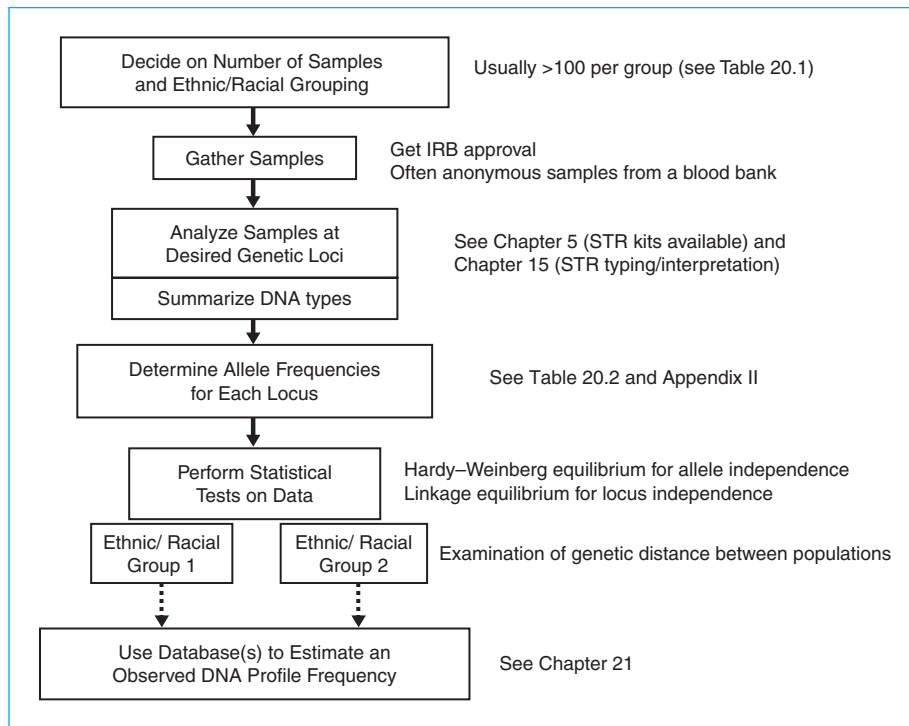 Decide on Number of Samples
and Ethnic/Racial Grouping
Usually >100 per group (see Table 20.1)
Gather Samples
Get IRB approval
Often anonymous samples from a blood bank
Analyze Samples at
Desired Genetic Loci
See Chapter 5 (STR kits available) and
Chapter 15 (STR typing/interpretation)
Summarize DNA types
Determine Allele Frequencies
for Each Locus
See Table 20.2 and Appendix II
Perform Statistical
Tests on Data
Hardy–Weinberg equilibrium for allele independence
Linkage equilibrium for locus independence
Ethnic/ Racial
Group 1
Ethnic/ Racial
Group 2
Examination of genetic distance between populations
Use Database(s) to Estimate an
Observed DNA Profile Frequency
See Chapter 21